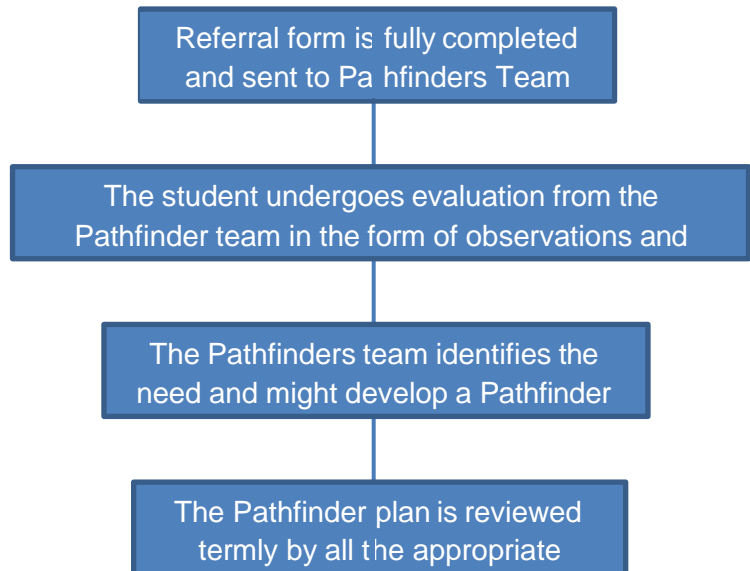 Referral form is fully completed
and sent to Pathfinders Team
The student undergoes evaluation from the
Pathfinder team in the form of observations and
The Pathfinders team identifies the
need and might develop a Pathfinder
The Pathfinder plan is reviewed
termly by all the appropriate